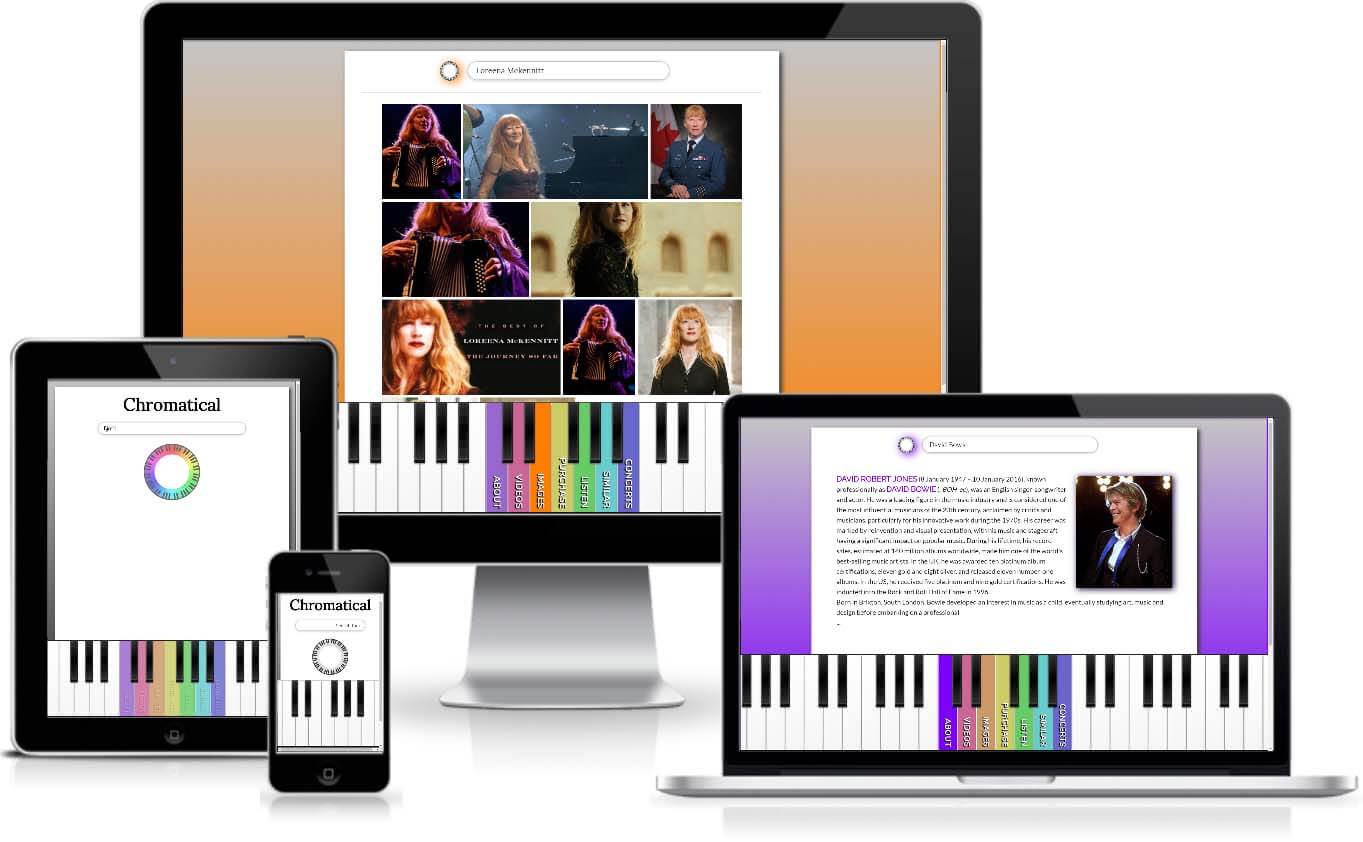 Loreena Mckennitt
THE BEST OF
LOREENA McKENNITT
THE JOURNEY SO FAR
ABOUT
VIDEOS
IMAGES
PURCHASE
LISTEN
SIMILAR
CONCERTS
Chromatical
Chromatical
David Bowie
DAVID ROBERT JONES (8 January 1947 – 10 January 2016), known
professionally as DAVID BOWIE (, BOH-ee), was an English singer-songwriter
and actor. He was a leading figure in the music industry and is considered one of
the most influential musicians of the 20th century, acclaimed by critics and
musicians, particularly for his innovative work during the 1970s. His career was
marked by reinvention and visual presentation, with his music and stagecraft
having a significant impact on popular music. During his lifetime, his record
sales, estimated at 140 million albums worldwide, made him one of the world's
best-selling music artists. In the UK, he was awarded ten platinum album
certifications, eleven gold and eight silver, and released eleven number-one
albums. In the US, he received five platinum and nine gold certifications. He was
inducted into the Rock and Roll Hall of Fame in 1996.
Born in Brixton, South London, Bowie developed an interest in music as a child, eventually studying art, music and
design before embarking on a professional
...
ABOUT
VIDEOS
IMAGES
PURCHASE
LISTEN
SIMILAR
CONCERTS